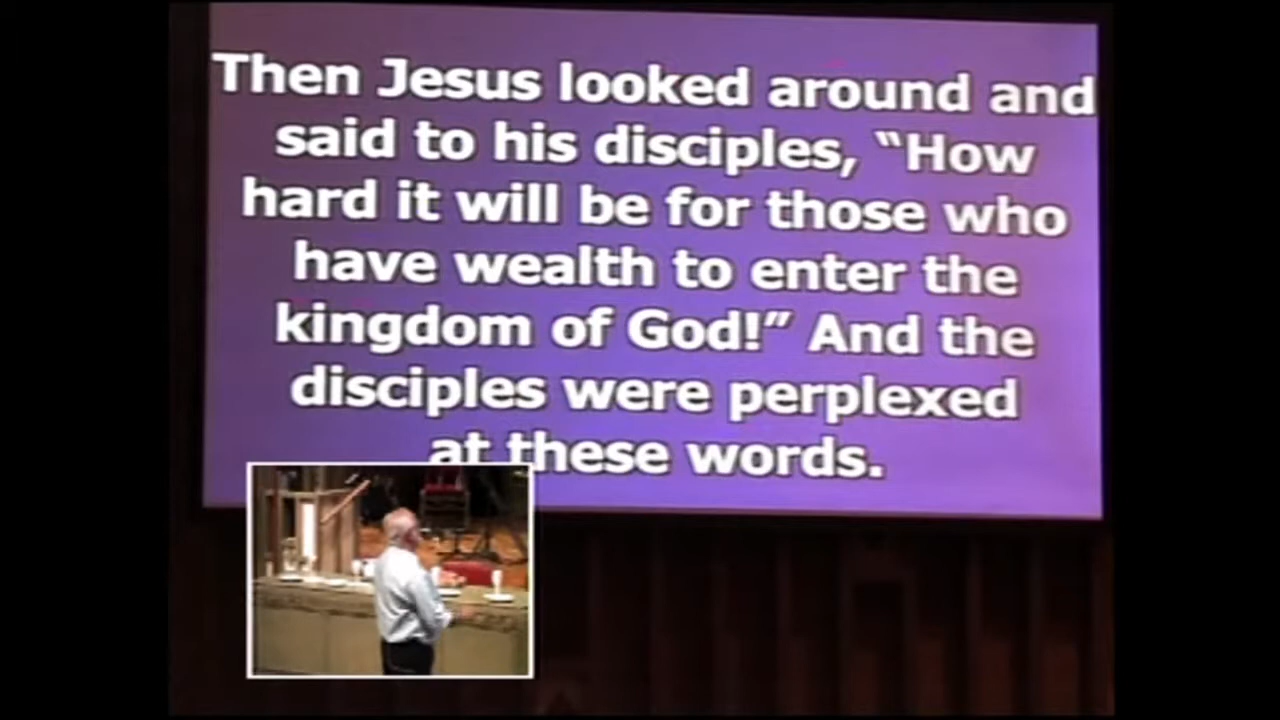 Then Jesus looked around and
said to his disciples, “How
hard it will be for those who
have wealth to enter the
kingdom of God!” And the
disciples were perplexed
at these words.